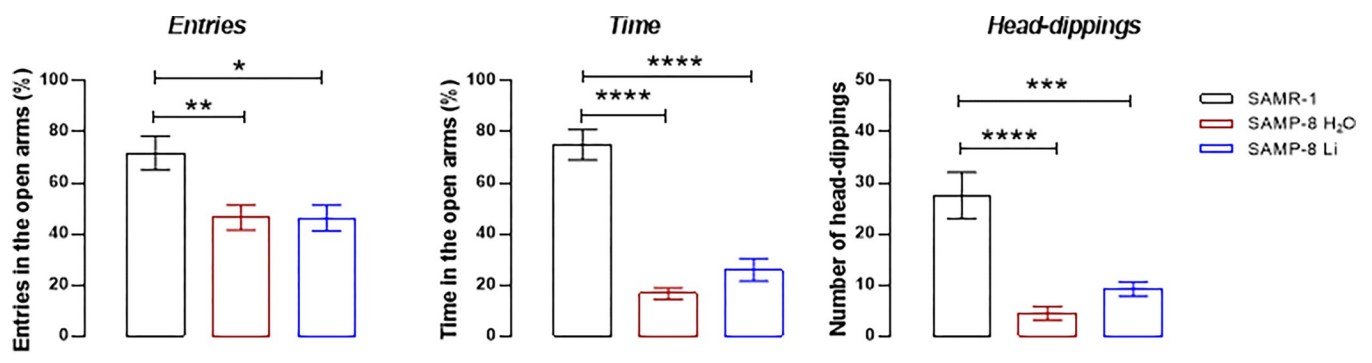 Entries
Entries in the open arms (%)
100
80
60
40
20
0
*
**
Time
Time in the open arms (%)
100
80
60
40
20
0
****
****
Head-dippings
Number of head-dippings
50
40
30
20
10
0
***
****
SAMR-1
SAMP-8 H₂O
SAMP-8 Li